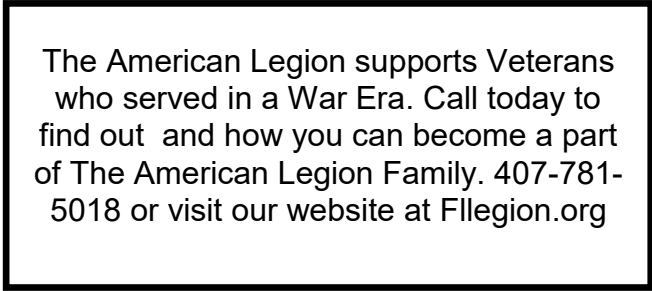 The American Legion supports Veterans
who served in a War Era. Call today to
find out  and how you can become a part
of The American Legion Family. 407-781-
5018 or visit our website at Fllegion.org